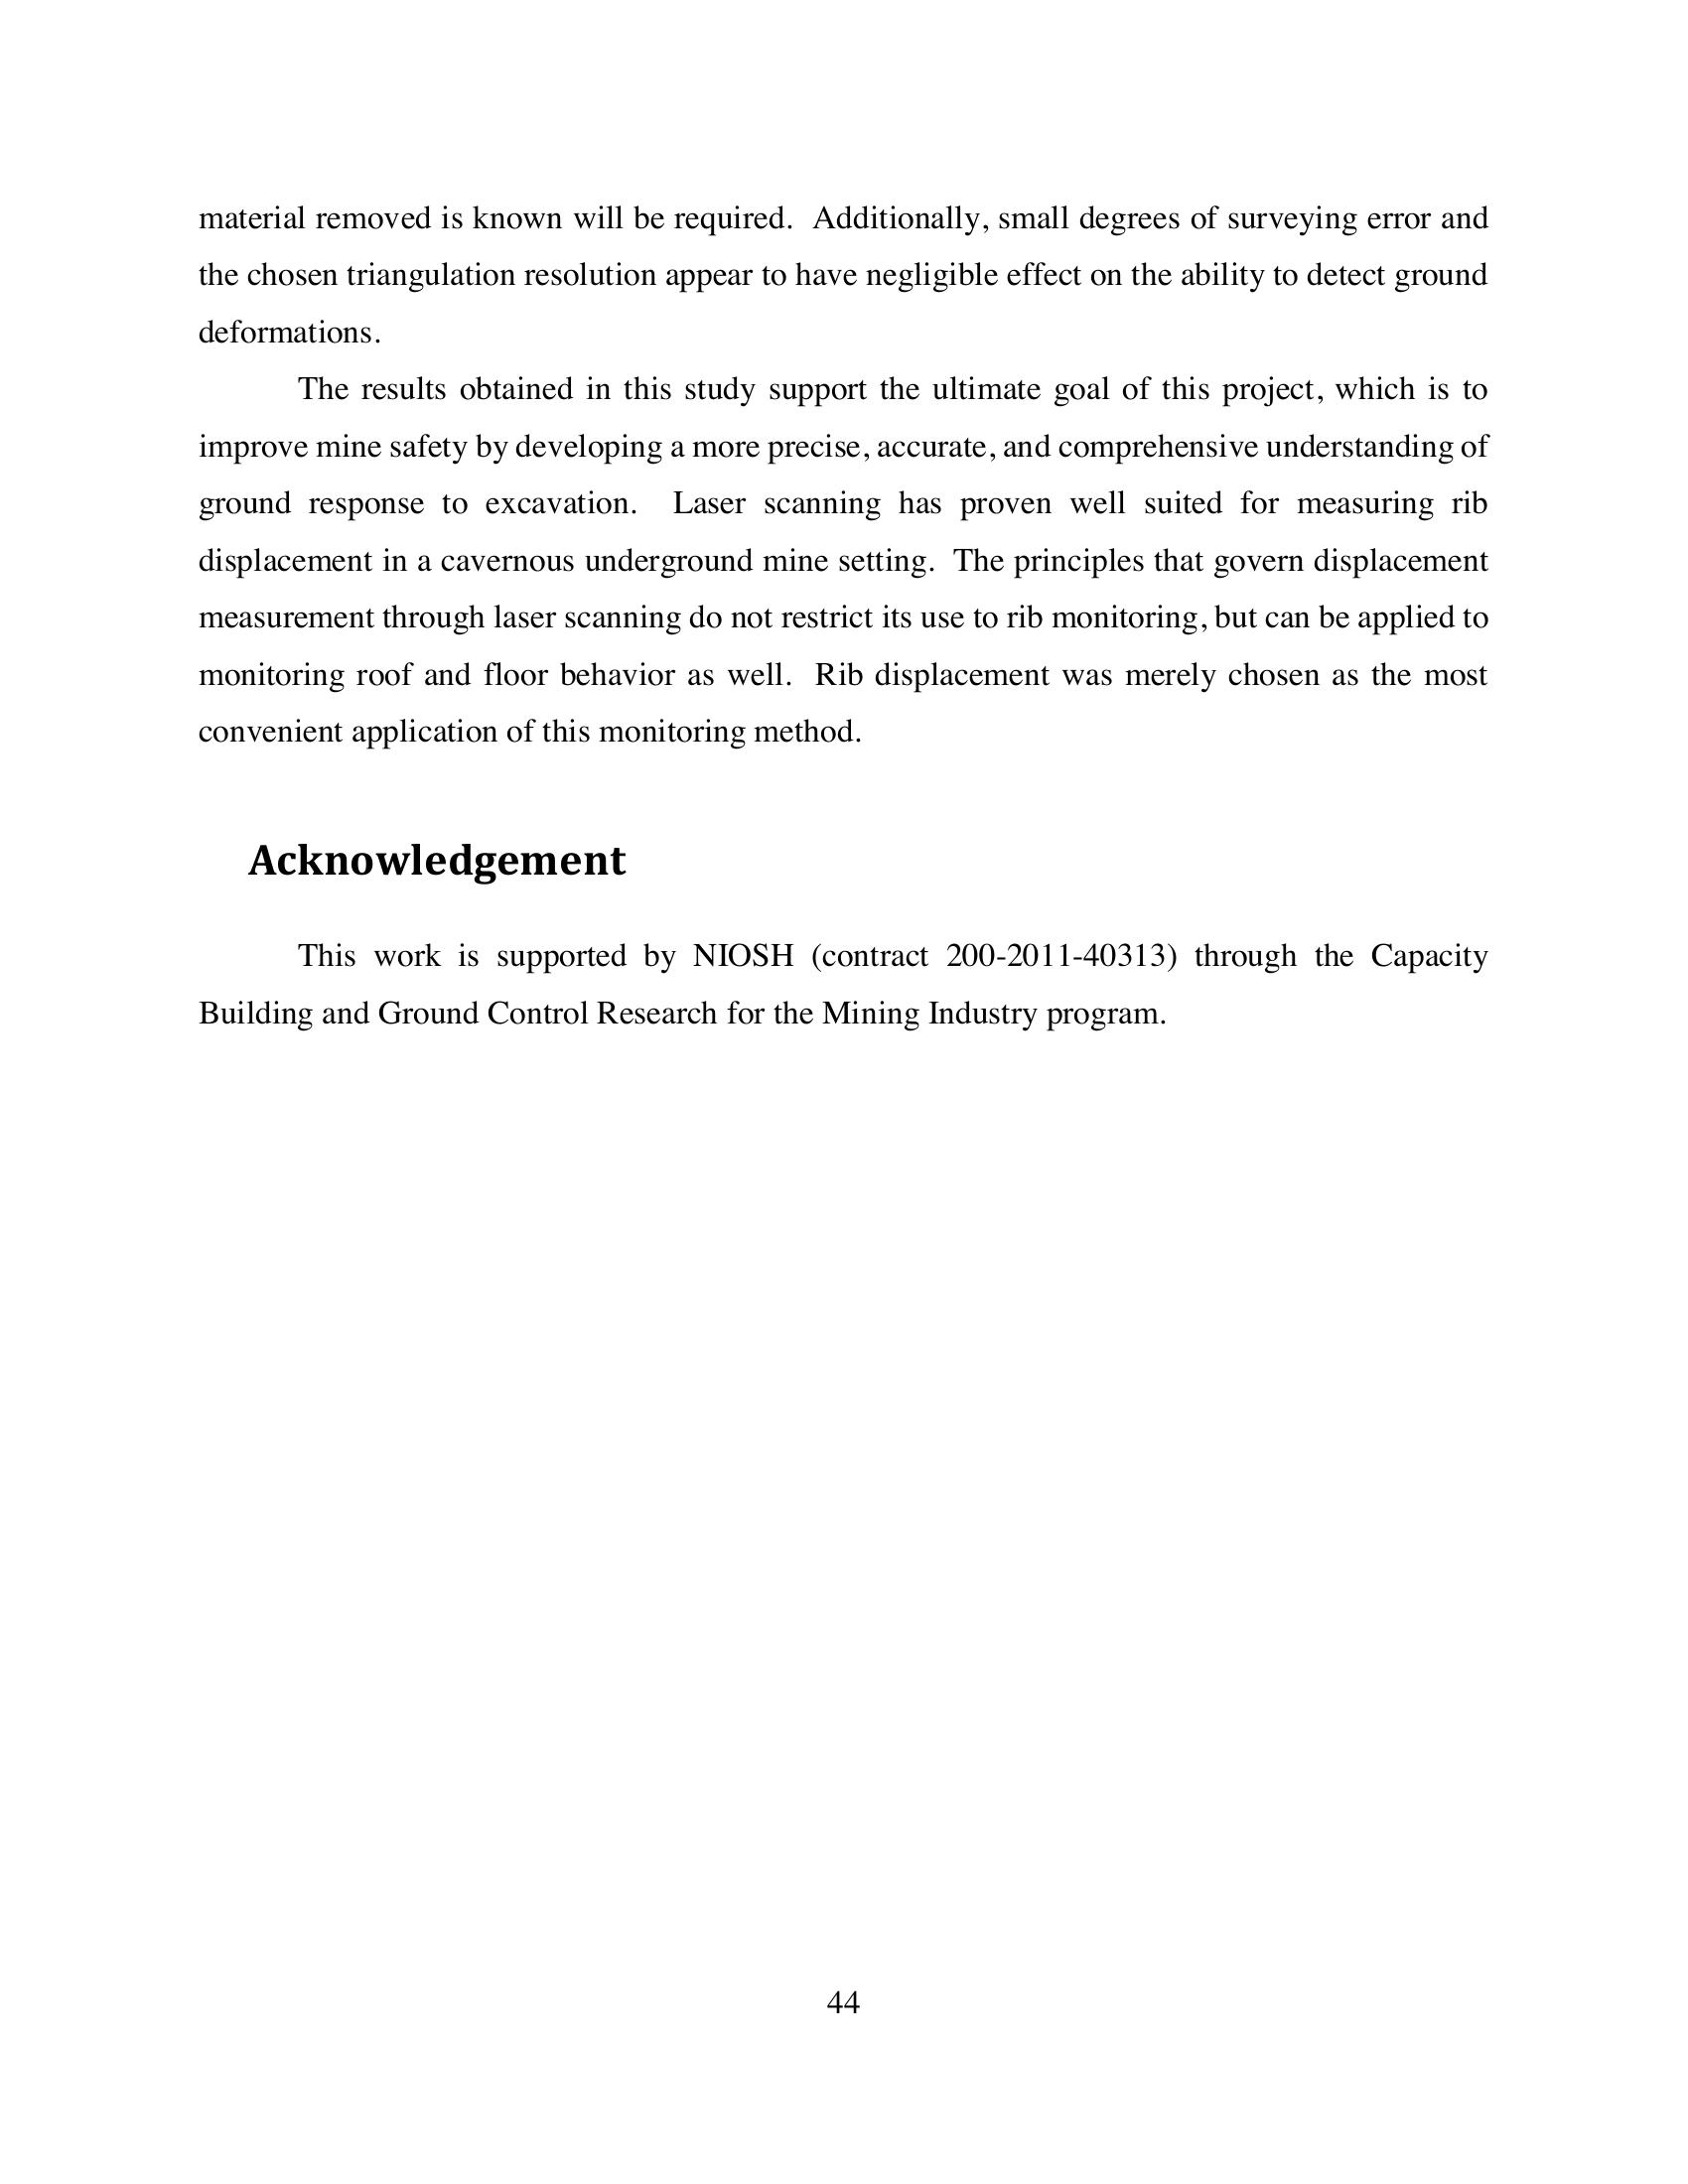 material removed is known will be required.  Additionally, small degrees of surveying error and
the chosen triangulation resolution appear to have negligible effect on the ability to detect ground
deformations.
The results obtained in this study support the ultimate goal of this project, which is to
improve mine safety by developing a more precise, accurate, and comprehensive understanding of
ground response to excavation.  Laser scanning has proven well suited for measuring rib
displacement in a cavernous underground mine setting.  The principles that govern displacement
measurement through laser scanning do not restrict its use to rib monitoring, but can be applied to
monitoring roof and floor behavior as well.  Rib displacement was merely chosen as the most
convenient application of this monitoring method.
Acknowledgement
This work is supported by NIOSH (contract 200-2011-40313) through the Capacity
Building and Ground Control Research for the Mining Industry program.
44